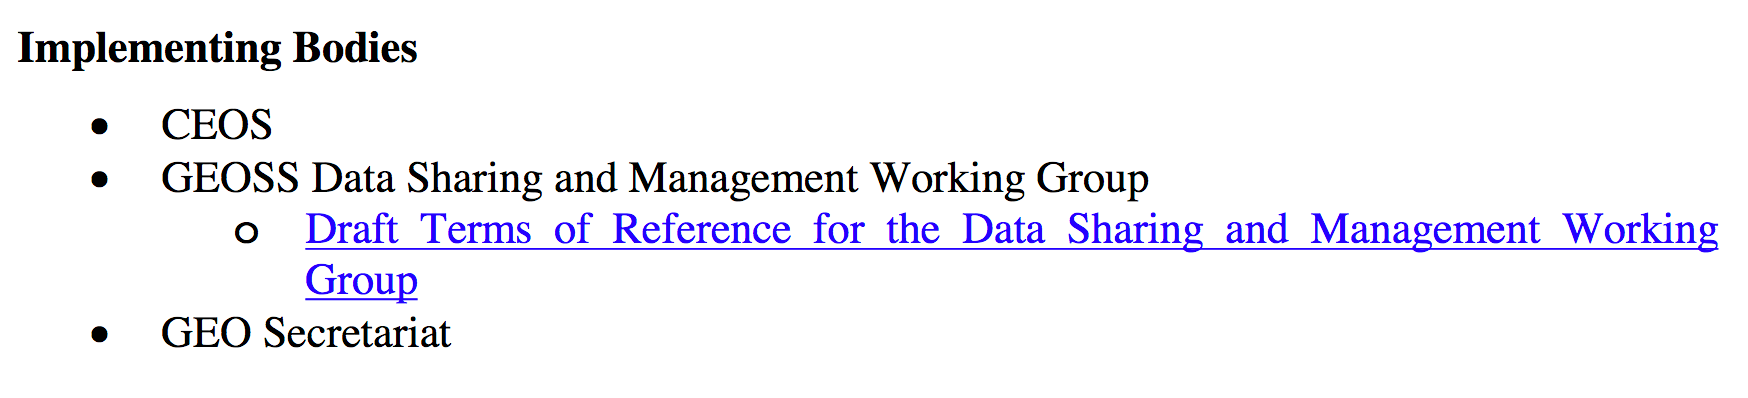 Implementing Bodies
• CEOS
• GEOSS Data Sharing and Management Working Group
o Draft Terms of Reference for the Data Sharing and Management Working
Group
• GEO Secretariat